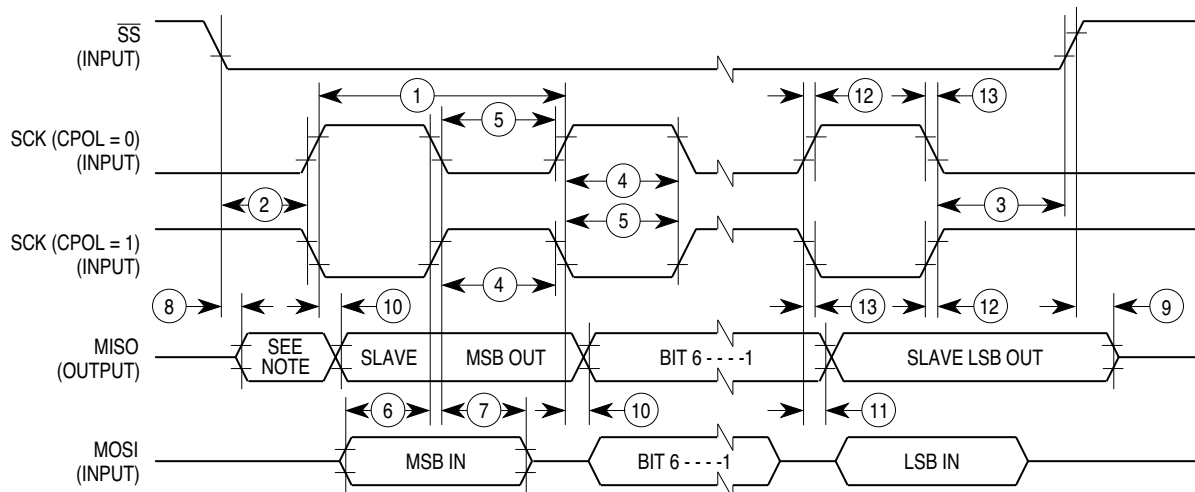 SS
(INPUT)
1
12
13
5
SCK (CPOL = 0)
(INPUT)
4
2
3
5
SCK (CPOL = 1)
(INPUT)
4
8
10
13
12
9
MISO
(OUTPUT)
SEE
NOTE
SLAVE
MSB OUT
BIT 6 - - - -1
SLAVE LSB OUT
6
7
10
11
MOSI
(INPUT)
MSB IN
BIT 6 - - - -1
LSB IN